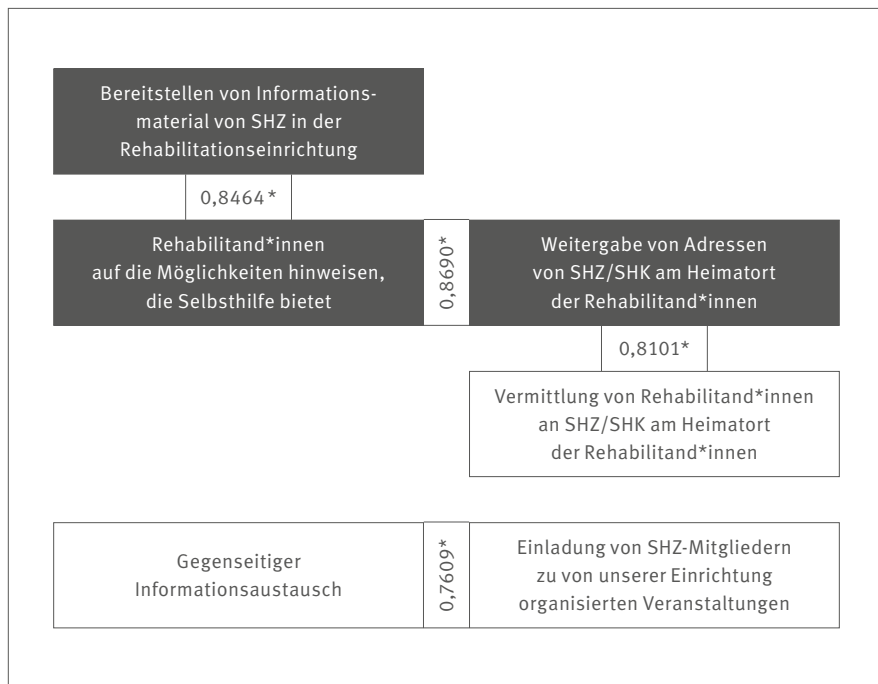 Bereitstellen von Informations-
material von SHZ in der
Rehabilitationseinrichtung
0,8464*
Rehabilitand*innen
auf die Möglichkeiten hinweisen,
die Selbsthilfe bietet
0,8690*
Weitergabe von Adressen
von SHZ/SHK am Heimatort
der Rehabilitand*innen
0,8101*
Vermittlung von Rehabilitand*innen
an SHZ/SHK am Heimatort
der Rehabilitand*innen
Gegenseitiger
Informationsaustausch
0,7609*
Einladung von SHZ-Mitgliedern
zu von unserer Einrichtung
organisierten Veranstaltungen